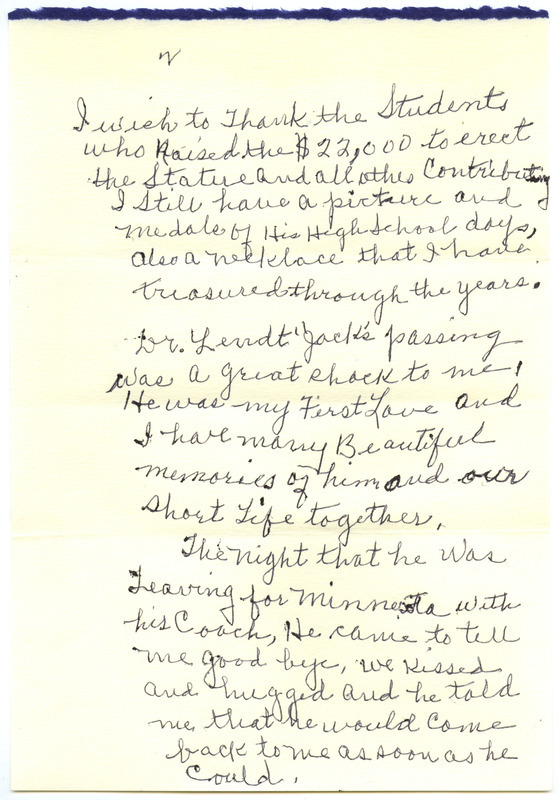 2
I wich to Thank the Students
who Raised the $22,000 to erect
the Statue and all other Contributing
I Still have a picture and
medals of His High School days,
also a necklace that I have
treasured through the years.
Dr. Lendt "Jack's passing
was a great shock to me!
He was my First Love and
I have many Beautiful
memories of him and our
short Life together.
The night that he was
Leaving for Minnesota with
his Coach, He came to tell
me good bye, we kissed
and hugged and he told
me that he would come
back to me as soon as he
Could.